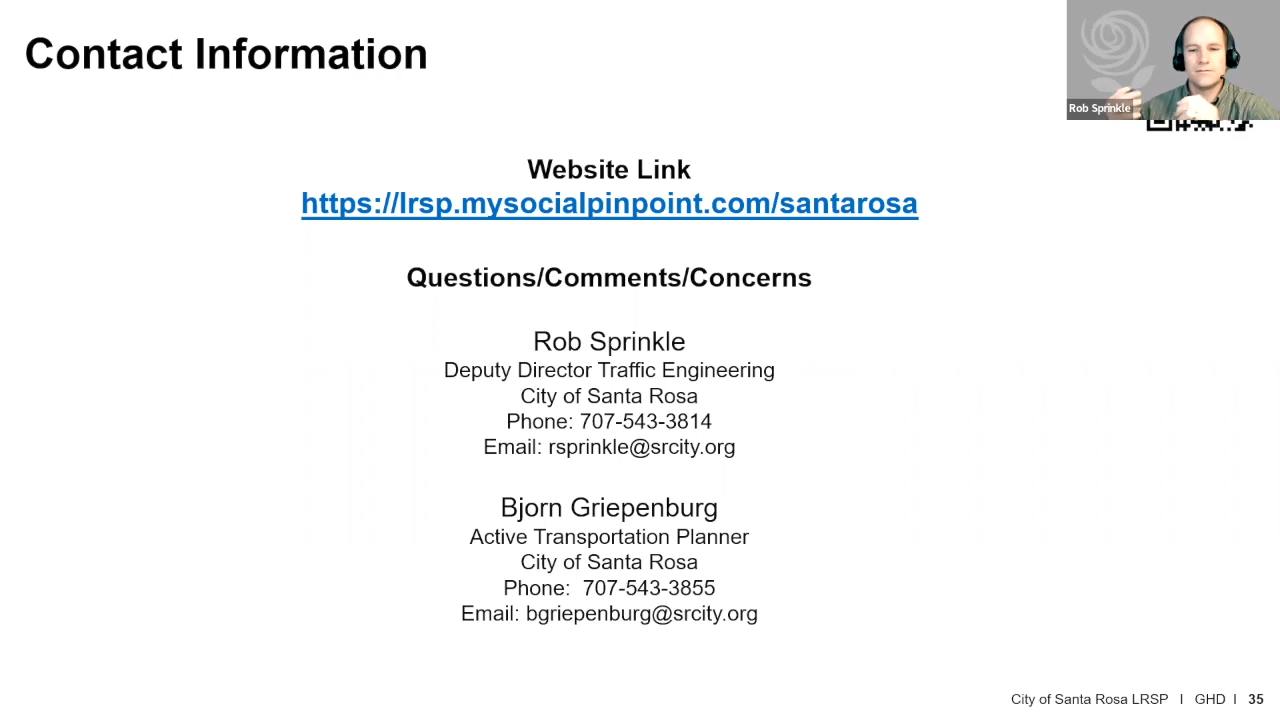 Contact Information
Rob Sprinkle
Website Link
https://lrsp.mysocialpinpoint.com/santarosa
Questions/Comments/Concerns
Rob Sprinkle
Deputy Director Traffic Engineering
City of Santa Rosa
Phone: 707-543-3814
Email: rsprinkle@srcity.org
Bjorn Griepenburg
Active Transportation Planner
City of Santa Rosa
Phone:  707-543-3855
Email: bgriepenburg@srcity.org
City of Santa Rosa LRSP I GHD I 35